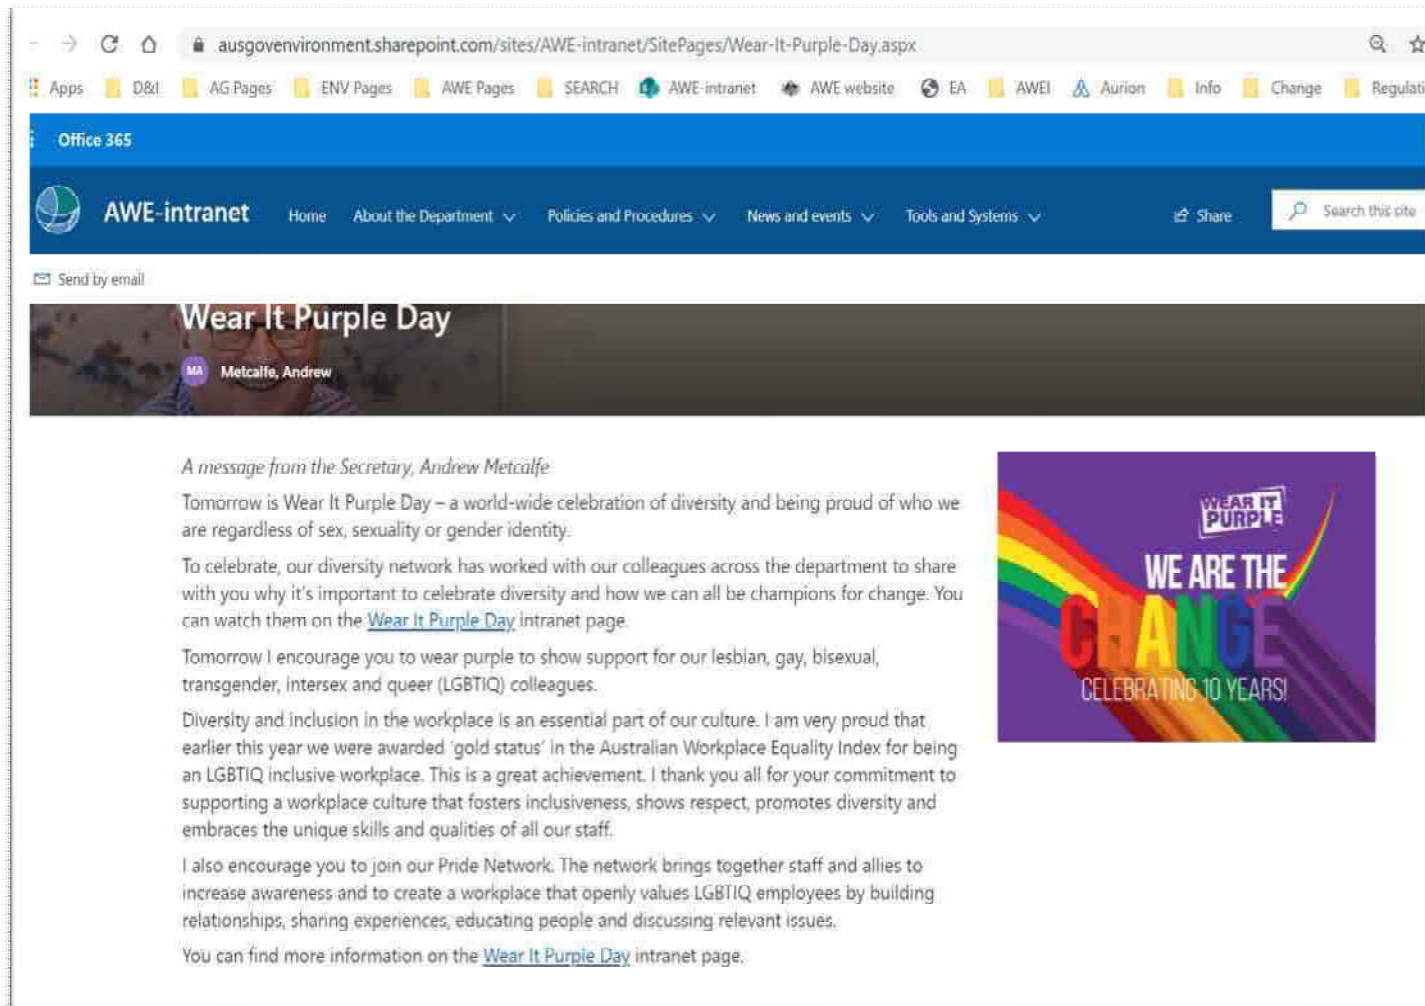 ausgovenvironment.sharepoint.com/sites/AWE-intranet/SitePages/Wear-It-Purple-Day.aspx
Apps D&I AG Pages ENV Pages AWE Pages SEARCH AWE-intranet AWE website EA AWEI Aurion Info Change Regulati
Office 365
AWE-intranet Home About the Department Policies and Procedures News and events Tools and Systems Share Search this site
Send by email
Wear It Purple Day
MA Metcalfe, Andrew
A message from the Secretary, Andrew Metcalfe
Tomorrow is Wear It Purple Day – a world-wide celebration of diversity and being proud of who we
are regardless of sex, sexuality or gender identity.
To celebrate, our diversity network has worked with our colleagues across the department to share
with you why it's important to celebrate diversity and how we can all be champions for change. You
can watch them on the Wear It Purple Day intranet page.
Tomorrow I encourage you to wear purple to show support for our lesbian, gay, bisexual,
transgender, intersex and queer (LGBTIQ) colleagues.
Diversity and inclusion in the workplace is an essential part of our culture. I am very proud that
earlier this year we were awarded 'gold status' in the Australian Workplace Equality Index for being
an LGBTIQ inclusive workplace. This is a great achievement. I thank you all for your commitment to
supporting a workplace culture that fosters inclusiveness, shows respect, promotes diversity and
embraces the unique skills and qualities of all our staff.
I also encourage you to join our Pride Network. The network brings together staff and allies to
increase awareness and to create a workplace that openly values LGBTIQ employees by building
relationships, sharing experiences, educating people and discussing relevant issues.
You can find more information on the Wear It Purple Day intranet page.
WEAR IT
PURPLE
WE ARE THE
CHANGE
CELEBRATING 10 YEARS!